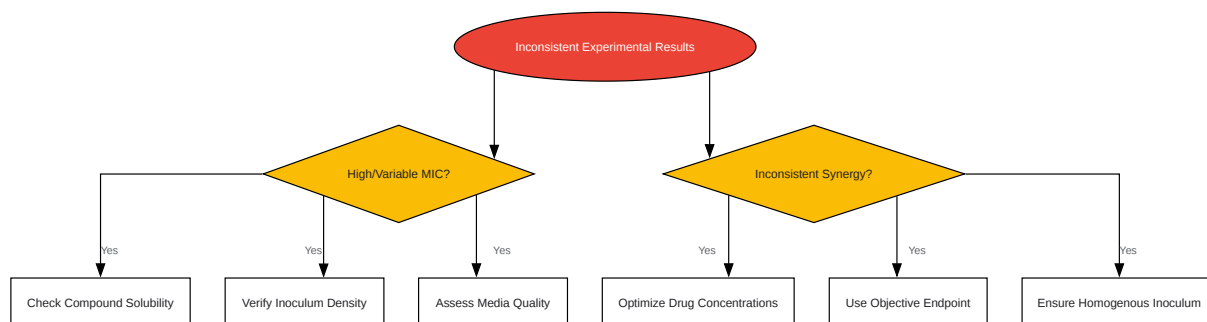 Inconsistent Experimental Results
High/Variable MIC?
Inconsistent Synergy?
Yes
Yes
Yes
Yes
Yes
Yes
Check Compound Solubility
Verify Inoculum Density
Assess Media Quality
Optimize Drug Concentrations
Use Objective Endpoint
Ensure Homogenous Inoculum